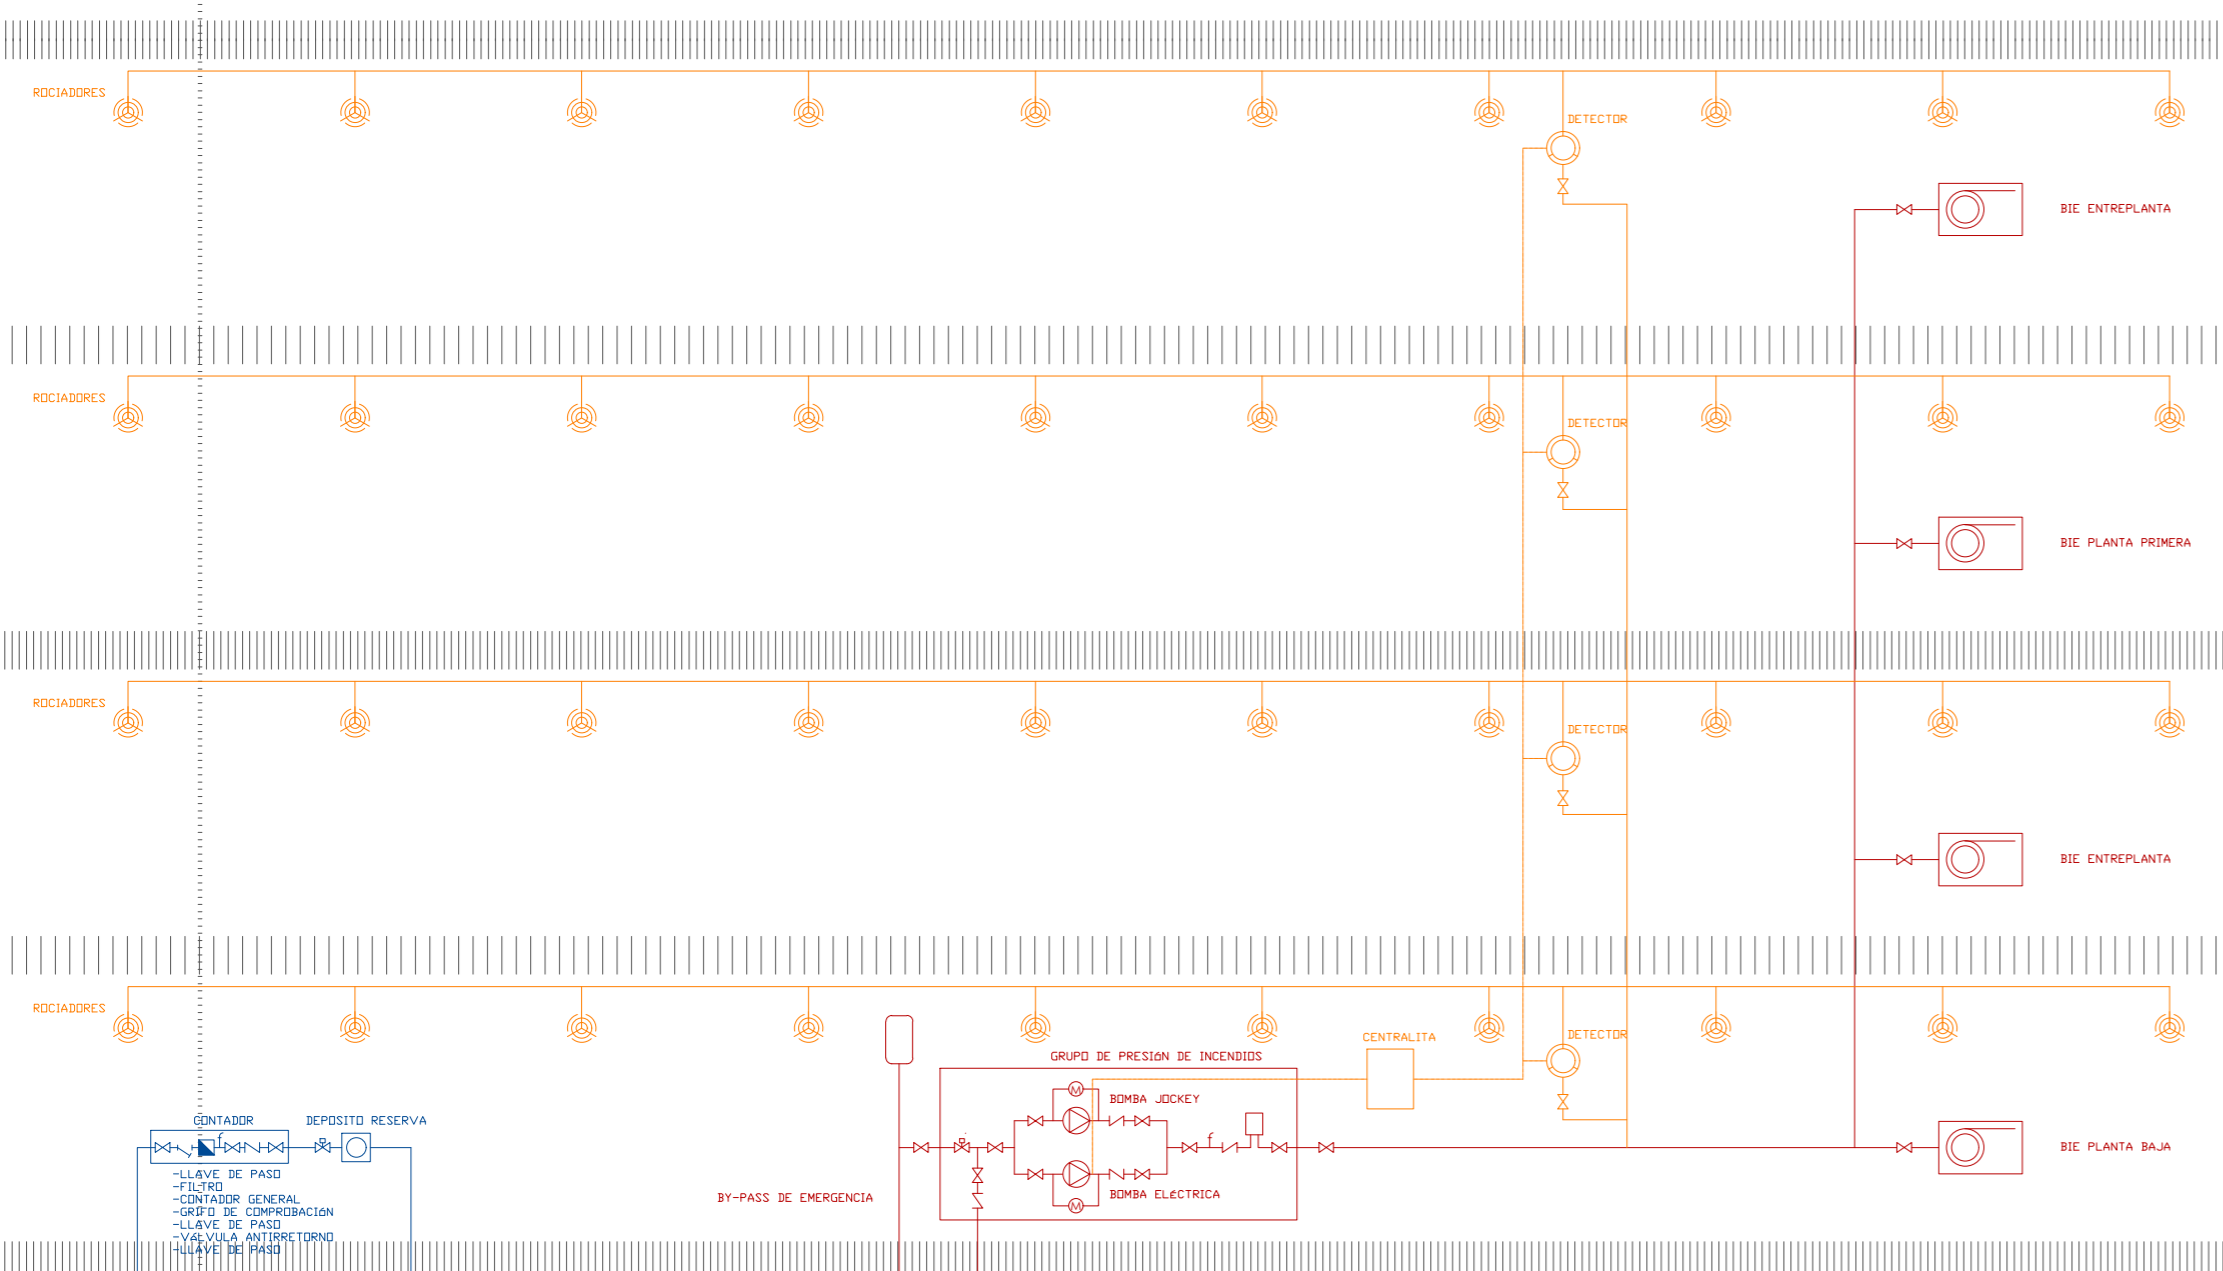 ROCIADORES
DETECTOR
BIE ENTREPLANTA
ROCIADORES
DETECTOR
BIE PLANTA PRIMERA
ROCIADORES
DETECTOR
BIE ENTREPLANTA
ROCIADORES
DETECTOR
CENTRALITA
GRUPO DE PRESIóN DE INCENDIOS
M
BOMBA JOCKEY
CONTADOR
DEPOSITO RESERVA
f
f
BIE PLANTA BAJA
-LLAVE DE PASO
-FILTRO
-CONTADOR GENERAL
-GRIFO DE COMPROBACIóN
-LLAVE DE PASO
-VáLVULA ANTIRRETORNO
-LLAVE DE PASO
BY-PASS DE EMERGENCIA
BOMBA ELéCTRICA
M